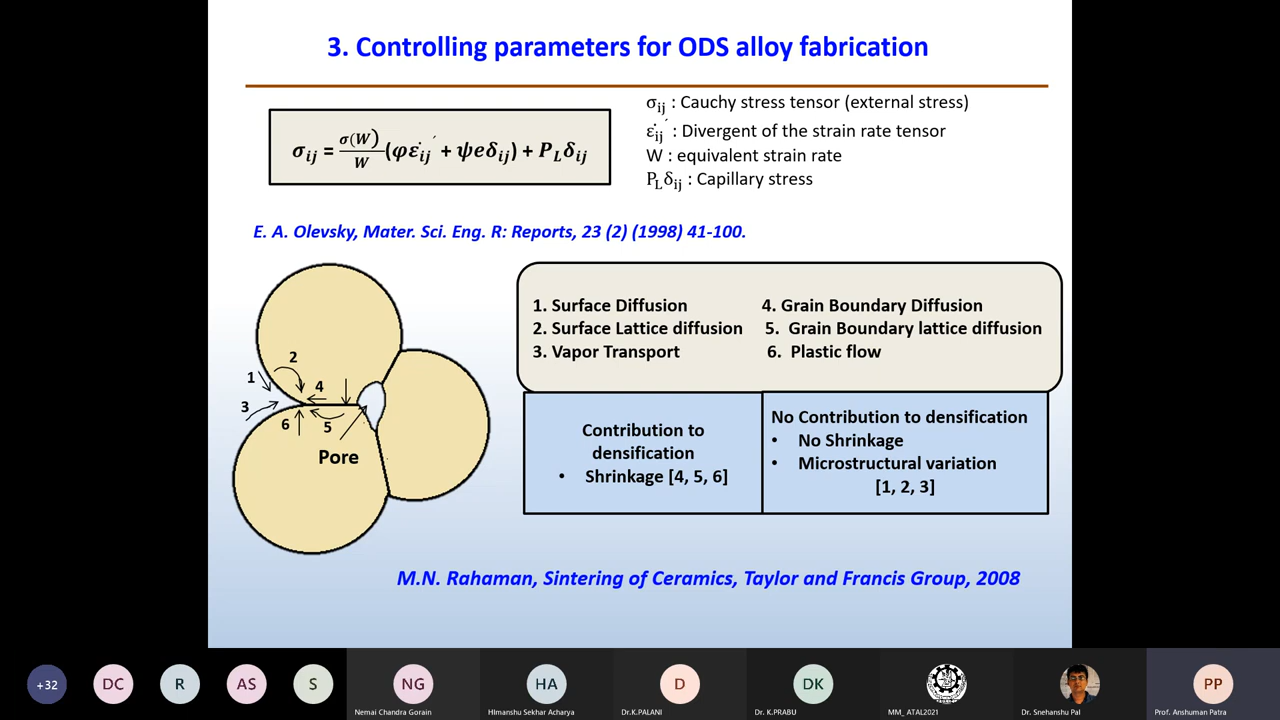 3. Controlling parameters for ODS alloy fabrication
σij = σ(W)/W (φε̇ij′ + ψeδij) + PLδij
σij : Cauchy stress tensor (external stress)
ε̇ij′ : Divergent of the strain rate tensor
W : equivalent strain rate
PLδij : Capillary stress
E. A. Olevsky, Mater. Sci. Eng. R: Reports, 23 (2) (1998) 41-100.
1
2
3
4
5
6
Pore
1. Surface Diffusion
2. Surface Lattice diffusion
3. Vapor Transport
4. Grain Boundary Diffusion
5. Grain Boundary lattice diffusion
6. Plastic flow
Contribution to
densification
• Shrinkage [4, 5, 6]
No Contribution to densification
• No Shrinkage
• Microstructural variation
[1, 2, 3]
M.N. Rahaman, Sintering of Ceramics, Taylor and Francis Group, 2008
+32
DC
R
AS
S
NG
Nemai Chandra Gorain
HA
HImanshu Sekhar Acharya
D
Dr.K.PALANI
DK
Dr. K.PRABU
MM_ ATAL2021
Dr. Snehanshu Pal
PP
Prof. Anshuman Patra